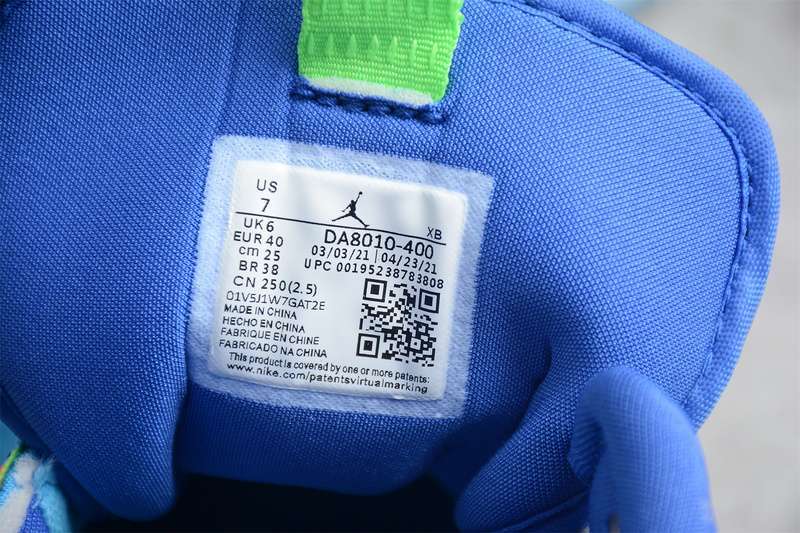 US
7
XB
UK 6
DA8010-400
EUR 40
03/03/21 | 04/23/21
cm 25
UPC 00195238783808
BR 38
CN 250(2.5)
O1V5J1W7GAT2E
MADE IN CHINA
HECHO EN CHINA
FABRIQUE EN CHINE
FABRICADO NA CHINA
This product is covered by one or more patents:
www.nike.com/patentsvirtualmarking